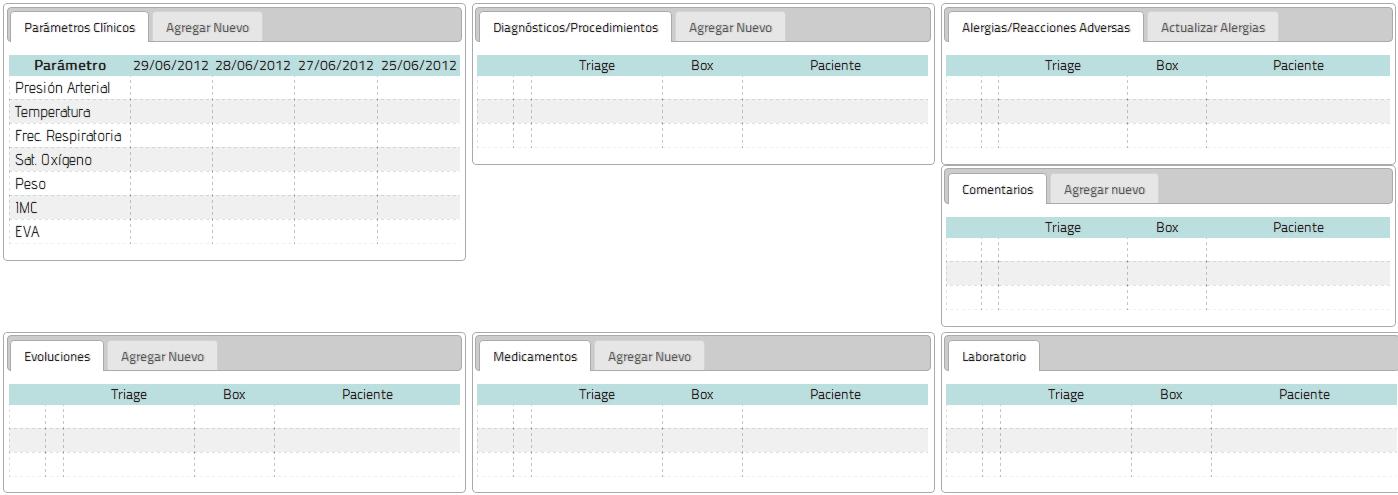 Parámetros Clínicos Agregar Nuevo
Parámetro 29/06/2012 28/06/2012 27/06/2012 25/06/2012
Presión Arterial
Temperatura
Frec. Respiratoria
Sat. Oxígeno
Peso
IMC
EVA
Diagnósticos/Procedimientos Agregar Nuevo
Triage Box Paciente
Alergias/Reacciones Adversas Actualizar Alergias
Triage Box Paciente
Comentarios Agregar nuevo
Triage Box Paciente
Evoluciones Agregar Nuevo
Triage Box Paciente
Medicamentos Agregar Nuevo
Triage Box Paciente
Laboratorio
Triage Box Paciente